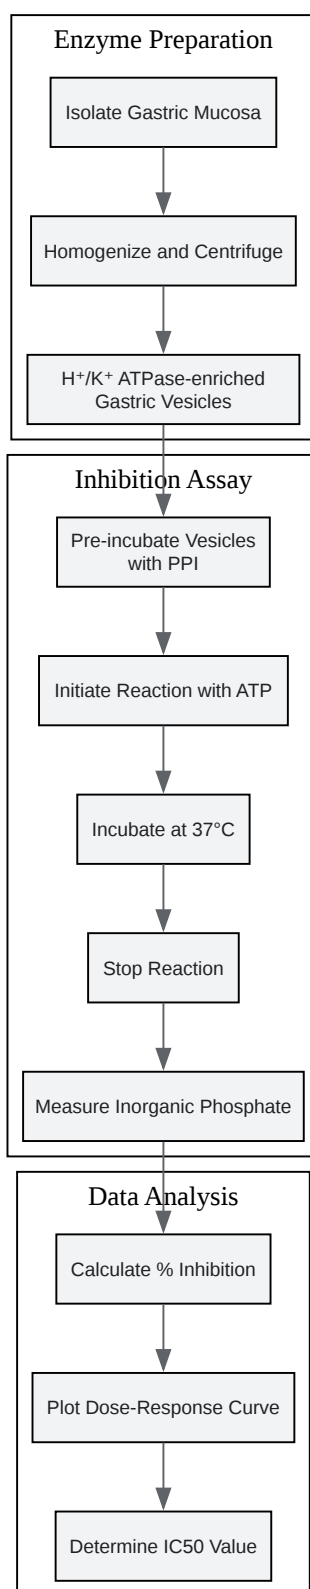 Enzyme Preparation
Isolate Gastric Mucosa
Homogenize and Centrifuge
H⁺/K⁺ ATPase-enriched
Gastric Vesicles
Inhibition Assay
Pre-incubate Vesicles
with PPI
Initiate Reaction with ATP
Incubate at 37°C
Stop Reaction
Measure Inorganic Phosphate
Data Analysis
Calculate % Inhibition
Plot Dose-Response Curve
Determine IC50 Value